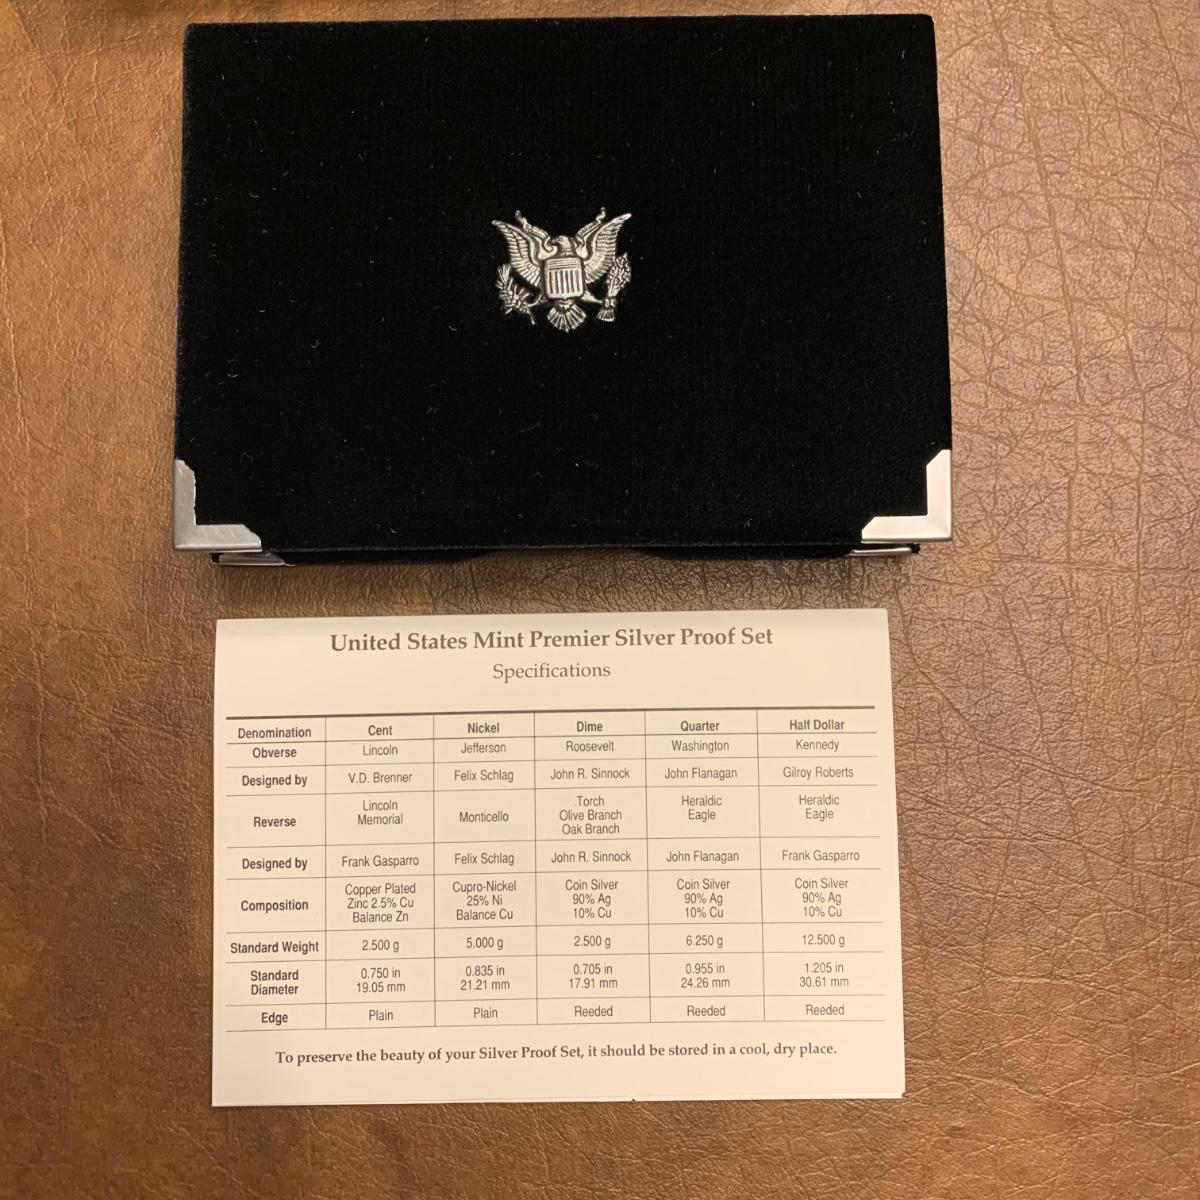 United States Mint Premier Silver Proof Set
Specifications
Denomination Cent Nickel Dime Quarter Half Dollar
Obverse Lincoln Jefferson Roosevelt Washington Kennedy
Designed by V.D. Brenner Felix Schlag John R. Sinnock John Flanagan Gilroy Roberts
Reverse Lincoln Memorial Monticello Torch Olive Branch Oak Branch Heraldic Eagle Heraldic Eagle
Designed by Frank Gasparro Felix Schlag John R. Sinnock John Flanagan Frank Gasparro
Composition Copper Plated Zinc 2.5% Cu Balance Zn Cupro-Nickel 25% Ni Balance Cu Coin Silver 90% Ag 10% Cu Coin Silver 90% Ag 10% Cu Coin Silver 90% Ag 10% Cu
Standard Weight 2.500 g 5.000 g 2.500 g 6.250 g 12.500 g
Standard Diameter 0.750 in 19.05 mm 0.835 in 21.21 mm 0.705 in 17.91 mm 0.955 in 24.26 mm 1.205 in 30.61 mm
Edge Plain Plain Reeded Reeded Reeded
To preserve the beauty of your Silver Proof Set, it should be stored in a cool, dry place.